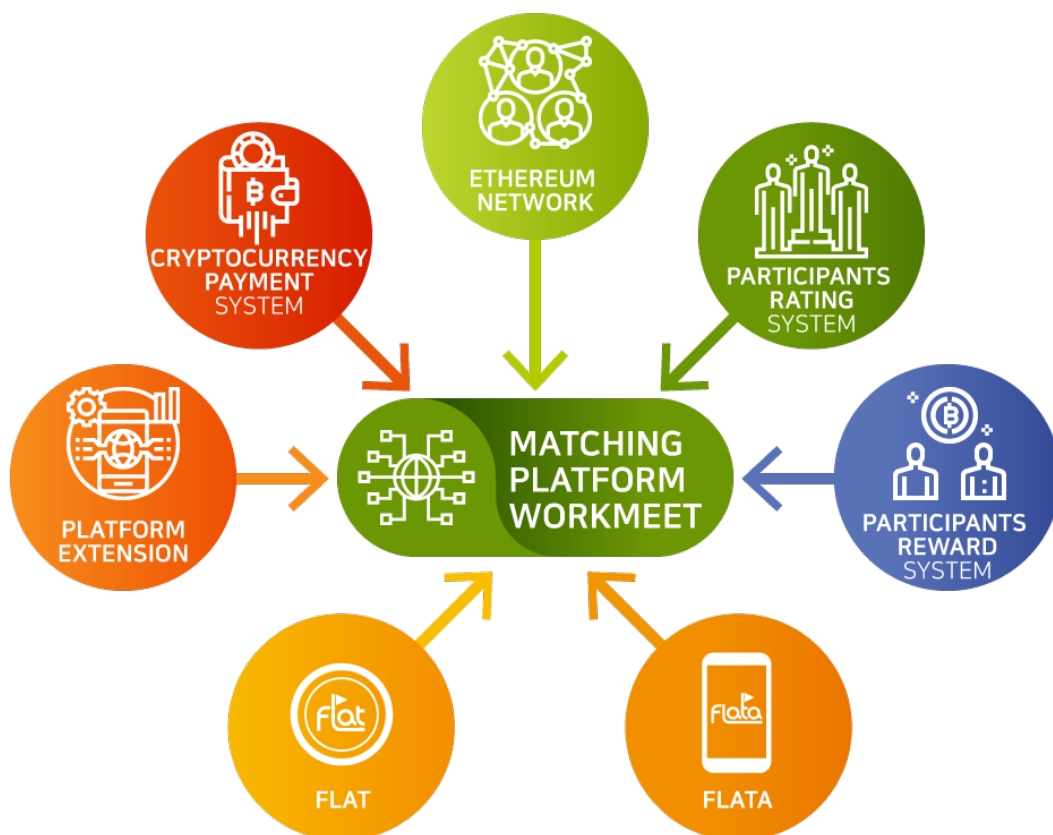 ETHEREUM
NETWORK
CRYPTOCURRENCY
PAYMENT
SYSTEM
PARTICIPANTS
RATING
SYSTEM
PLATFORM
EXTENSION
MATCHING
PLATFORM
WORKMEET
PARTICIPANTS
REWARD
SYSTEM
flat
FLAT
flata
FLATA